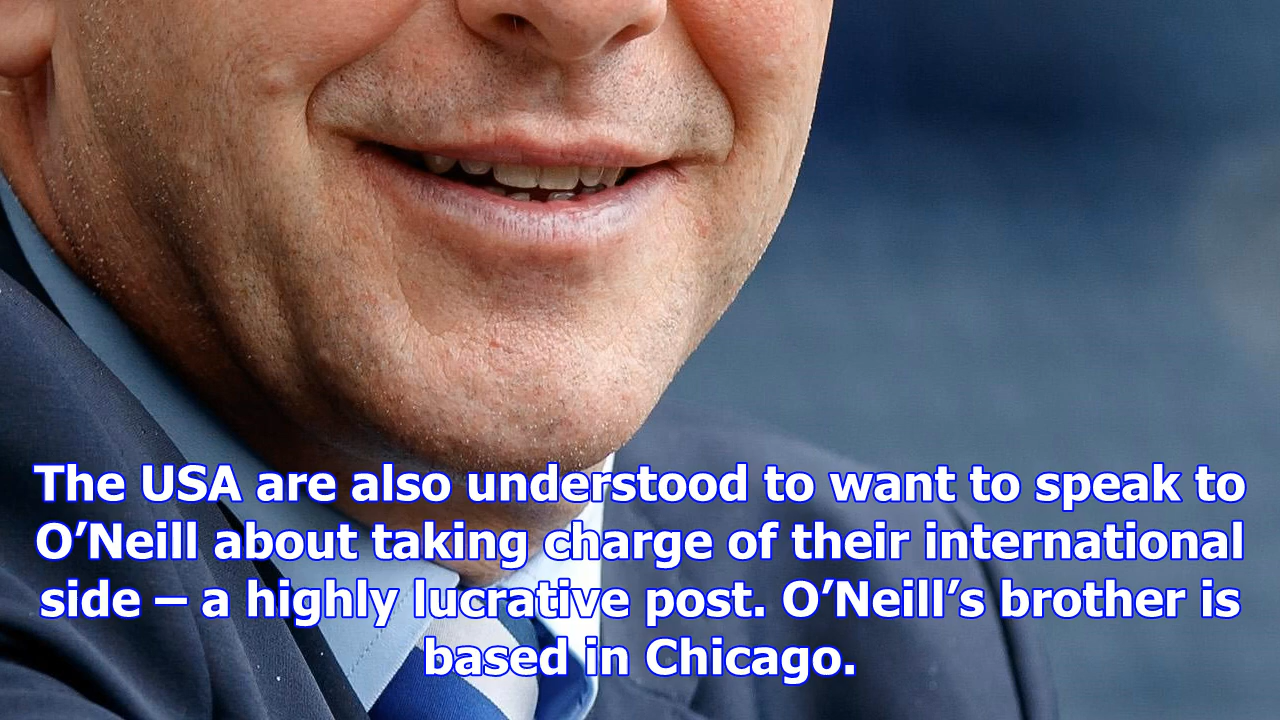 The USA are also understood to want to speak to
O’Neill about taking charge of their international
side – a highly lucrative post. O’Neill’s brother is
based in Chicago.